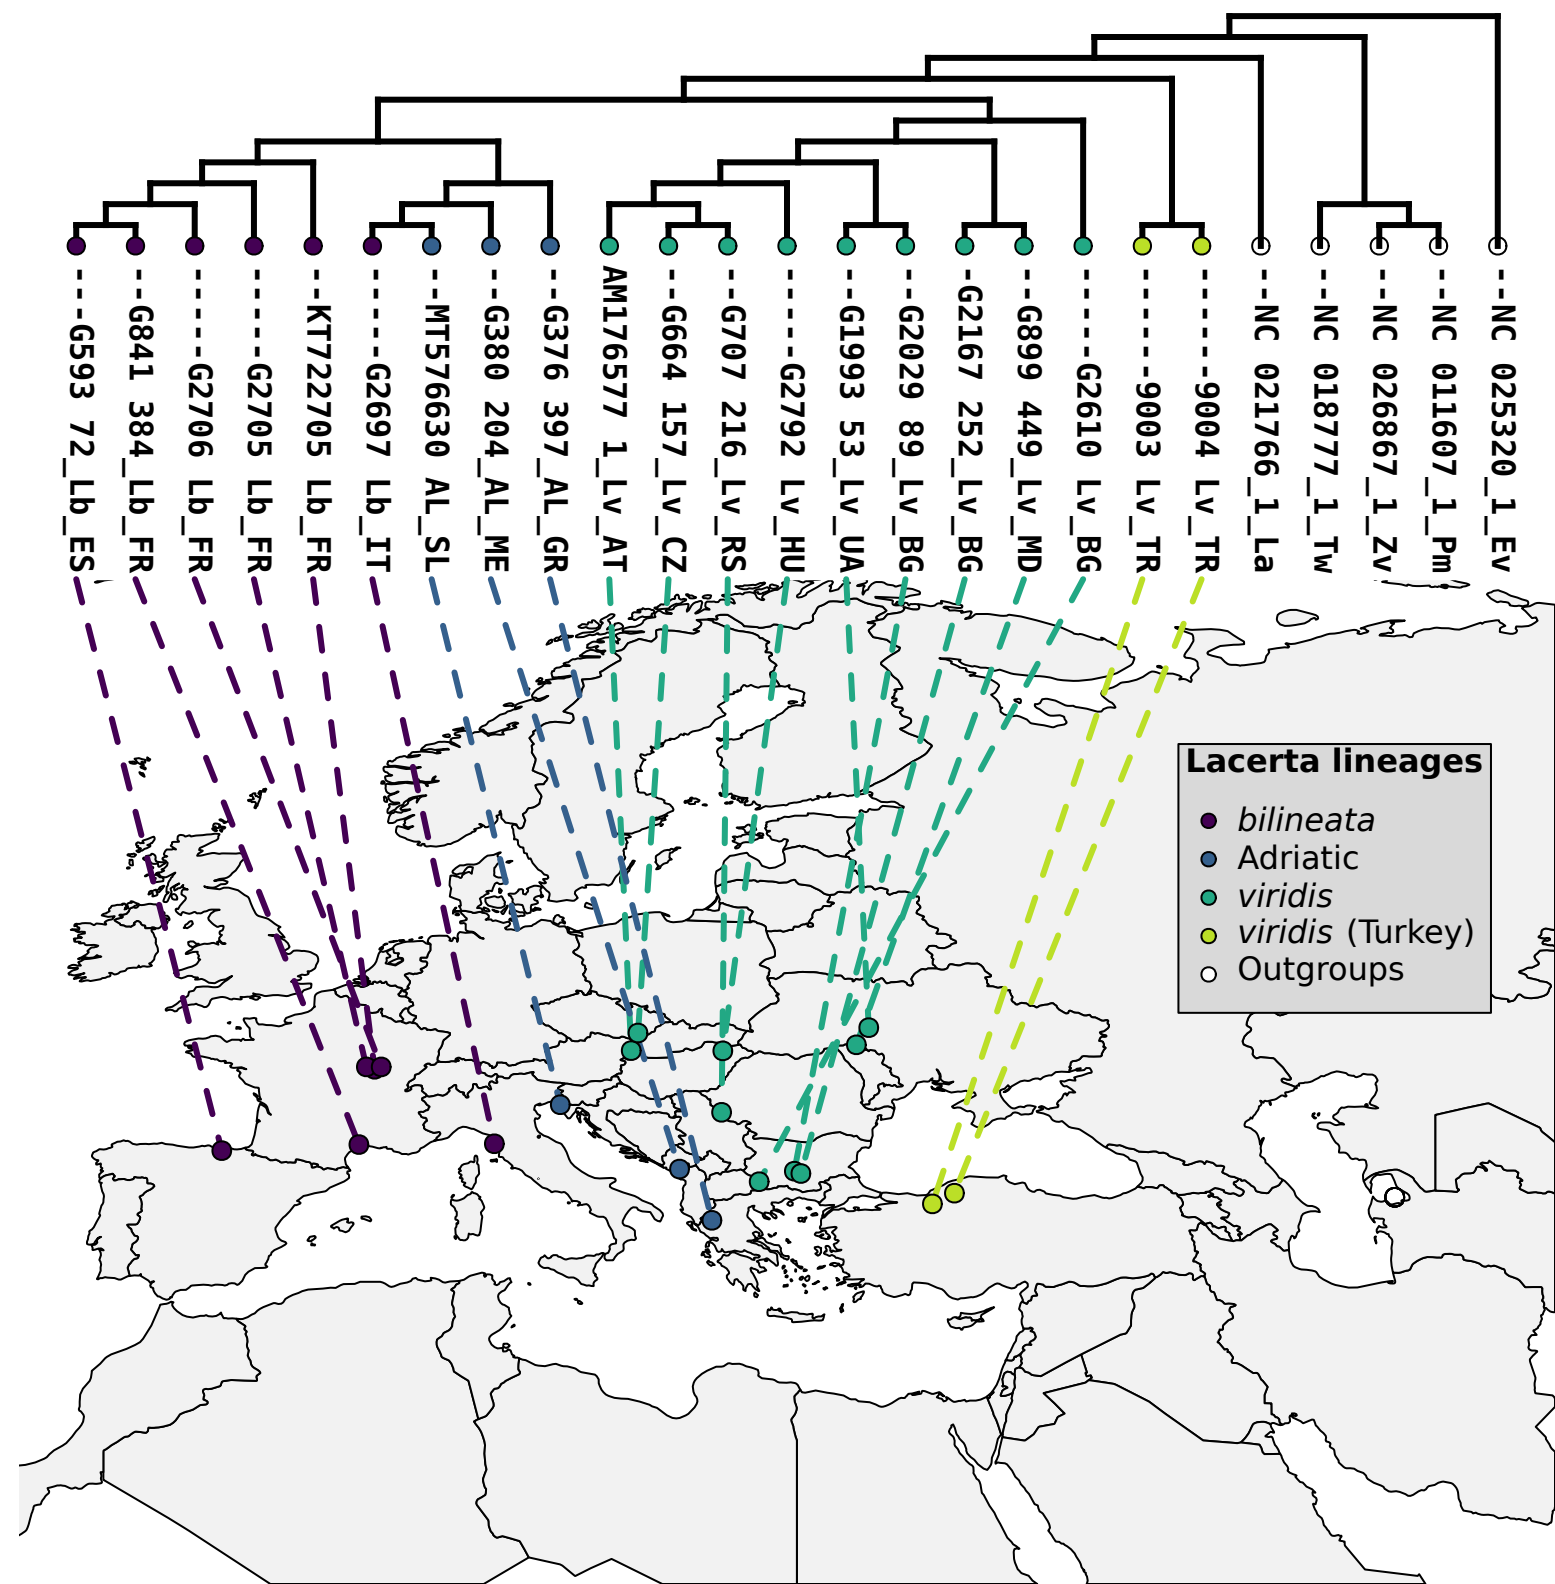 ----G593 72_Lb_ES
--G841 384_Lb_FR
------G2706 Lb_FR
------G2705 Lb_FR
--KT722705 Lb_FR
------G2697 Lb_IT
--MT576630 AL_SL
--G380 204_AL_ME
--G376 397_AL_GR
AM176577 1_Lv_AT
--G664 157_Lv_CZ
--G707 216_Lv_RS
------G2792 Lv_HU
--G1993 53_Lv_UA
--G2029 89_Lv_BG
-G2167 252_Lv_BG
--G899 449_Lv_MD
------G2610 Lv_BG
-------9003 Lv_TR
-------9004 Lv_TR
--NC 021766_1_La
--NC 018777_1_Tw
--NC 026867_1_Zv
--NC 011607_1_Pm
--NC 025320_1_Ev
Lacerta lineages
bilineata
Adriatic
viridis
viridis (Turkey)
Outgroups